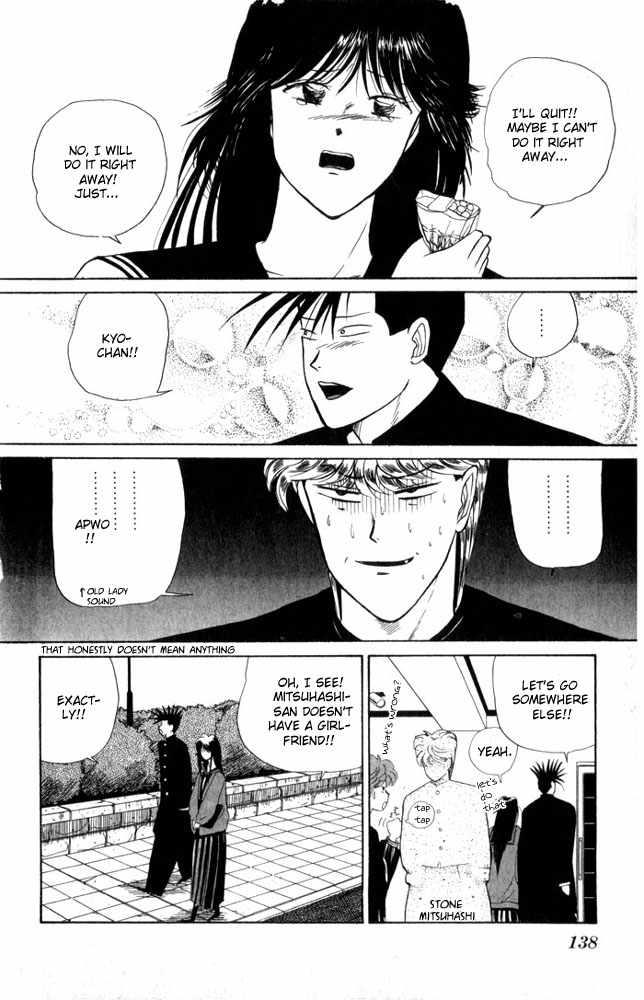 I'LL QUIT!!
MAYBE I CAN'T
DO IT RIGHT
AWAY...
NO, I WILL
DO IT RIGHT
AWAY!
JUST...
......
KYO-
CHAN!!
............
............
APWO
!!
↑OLD LADY
SOUND
THAT HONESTLY DOESN'T MEAN ANYTHING
LET'S GO
SOMEWHERE
ELSE!!
YEAH.
what's wrong?
let's
do
that
tap
tap
STONE
MITSUHASHI
OH, I SEE!
MITSUHASHI-
SAN DOESN'T
HAVE A GIRL-
FRIEND!!
EXACT-
LY!!
138